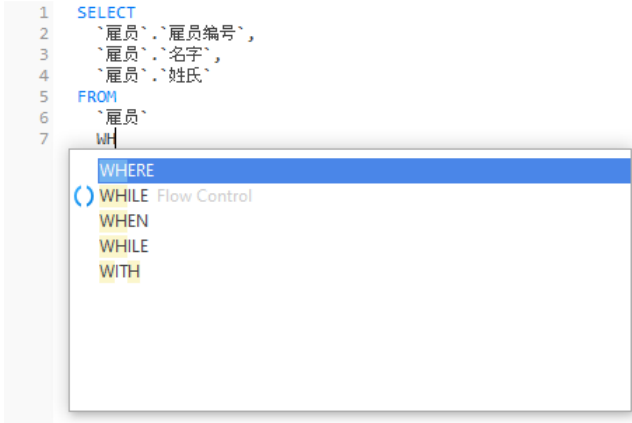 1 SELECT
2 `雇员`.`雇员编号`,
3 `雇员`.`名字`,
4 `雇员`.`姓氏`
5 FROM
6 `雇员`
7 WH
WHERE
WHILE Flow Control
WHEN
WHILE
WITH